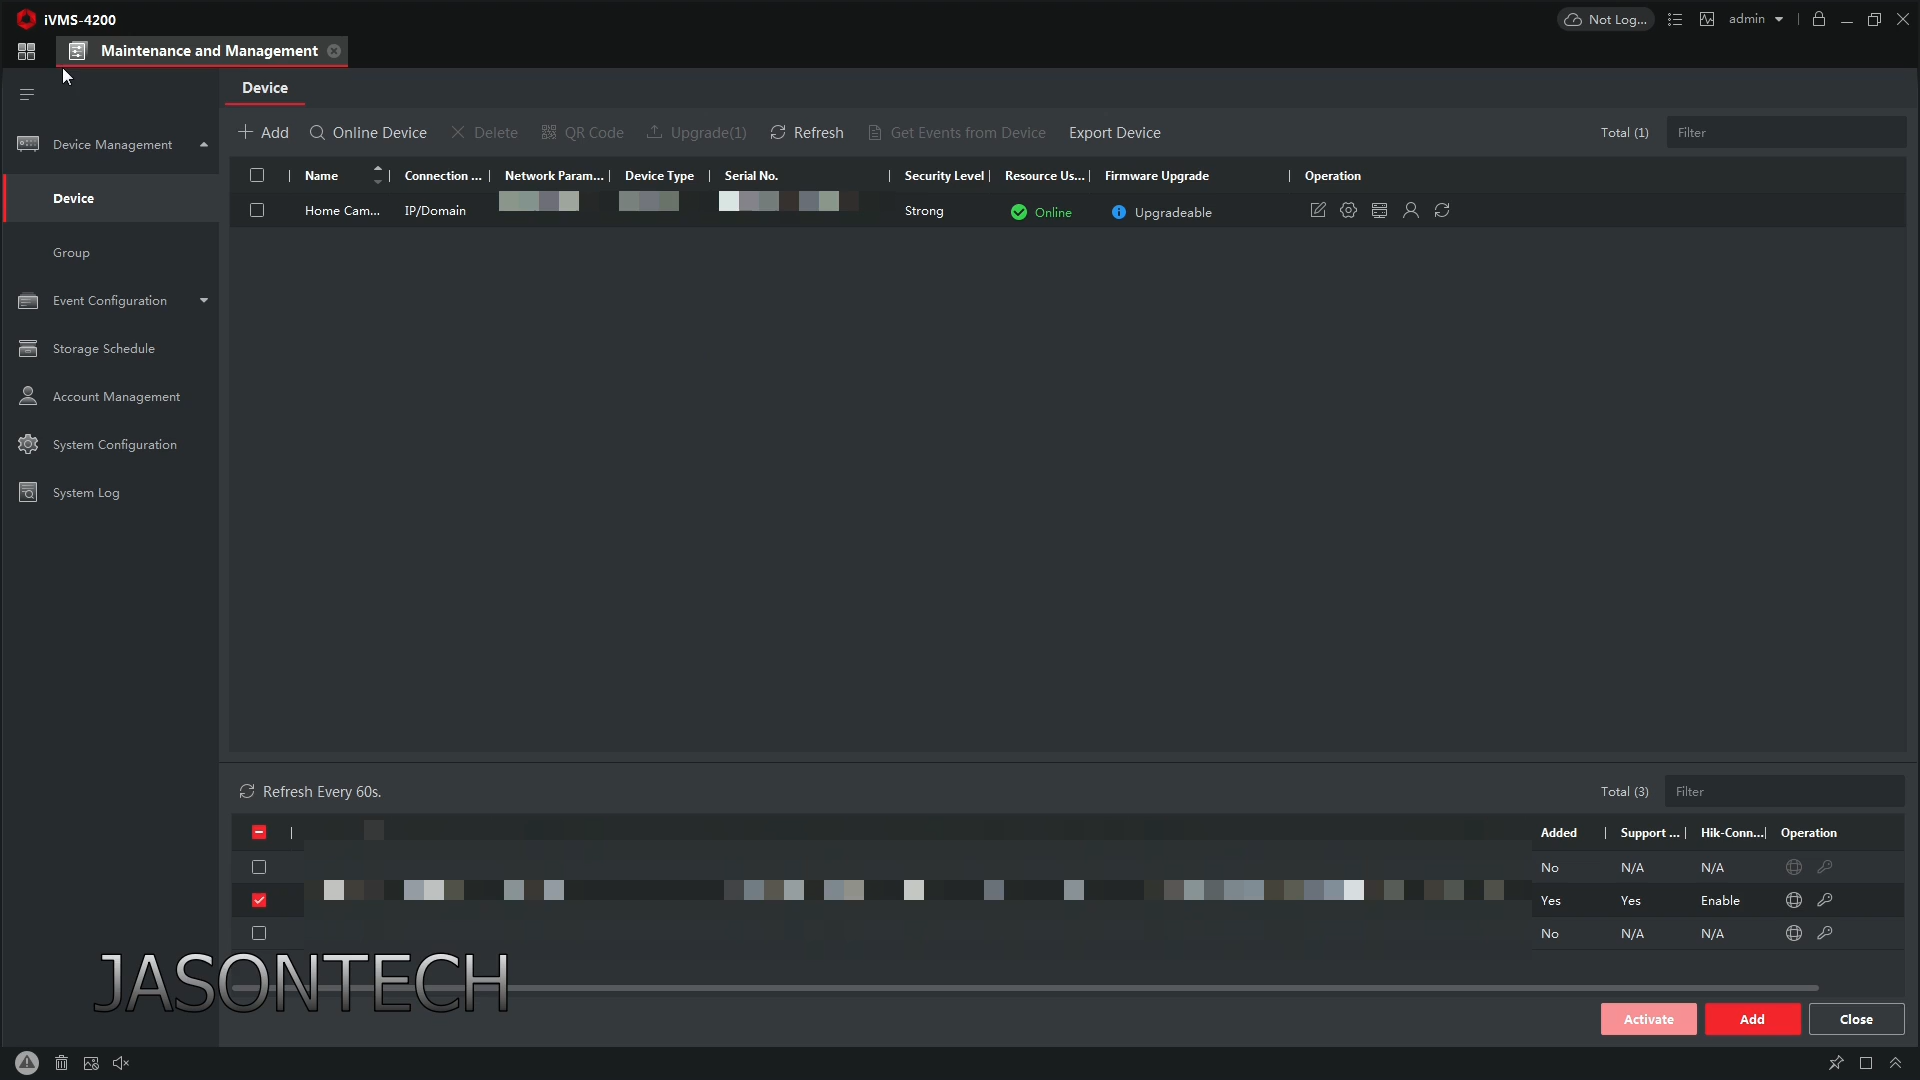 iVMS-4200
Not Log...
admin
Maintenance and Management
Device
Add
Online Device
Delete
QR Code
Upgrade(1)
Refresh
Get Events from Device
Export Device
Total (1)
Filter
Device Management
Device
Group
Event Configuration
Storage Schedule
Account Management
System Configuration
System Log
Name
Connection ...
Network Param...
Device Type
Serial No.
Security Level
Resource Us...
Firmware Upgrade
Operation
Home Cam...
IP/Domain
Strong
Online
Upgradeable
Refresh Every 60s.
Total (3)
Filter
Added
Support ...
Hik-Conn...
Operation
No
N/A
N/A
Yes
Yes
Enable
No
N/A
N/A
JASONTECH
Activate
Add
Close